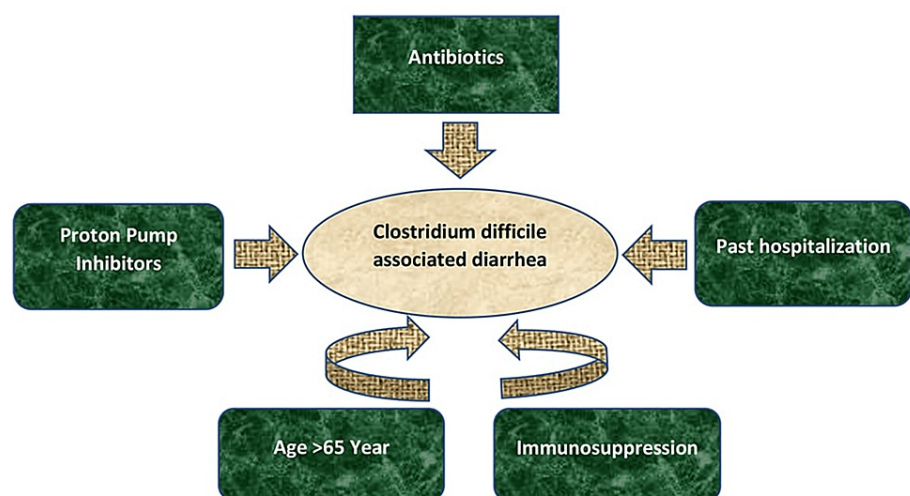 Antibiotics
Proton Pump
Inhibitors
Clostridium difficile
associated diarrhea
Past hospitalization
Age >65 Year
Immunosuppression